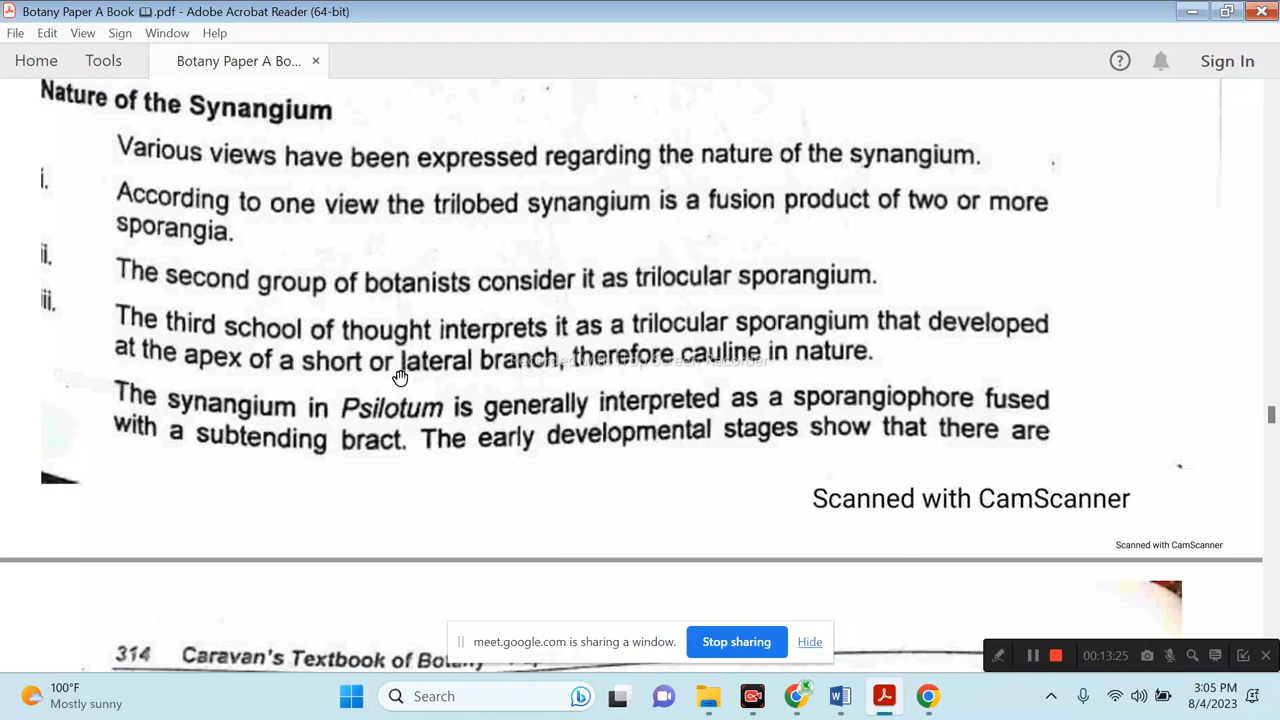 Botany Paper A Book .pdf - Adobe Acrobat Reader (64-bit)
File Edit View Sign Window Help
Home Tools Botany Paper A Bo... × Sign In
Nature of the Synangium
Various views have been expressed regarding the nature of the synangium.
i.
According to one view the trilobed synangium is a fusion product of two or more
sporangia.
ii.
The second group of botanists consider it as trilocular sporangium.
iii.
The third school of thought interprets it as a trilocular sporangium that developed
at the apex of a short or lateral branch, therefore cauline in nature.
The synangium in Psilotum is generally interpreted as a sporangiophore fused
with a subtending bract. The early developmental stages show that there are
Scanned with CamScanner
Scanned with CamScanner
meet.google.com is sharing a window. Stop sharing Hide
314 Caravan's Textbook of Botany
00:13:25
100°F
Mostly sunny
Search
3:05 PM
8/4/2023